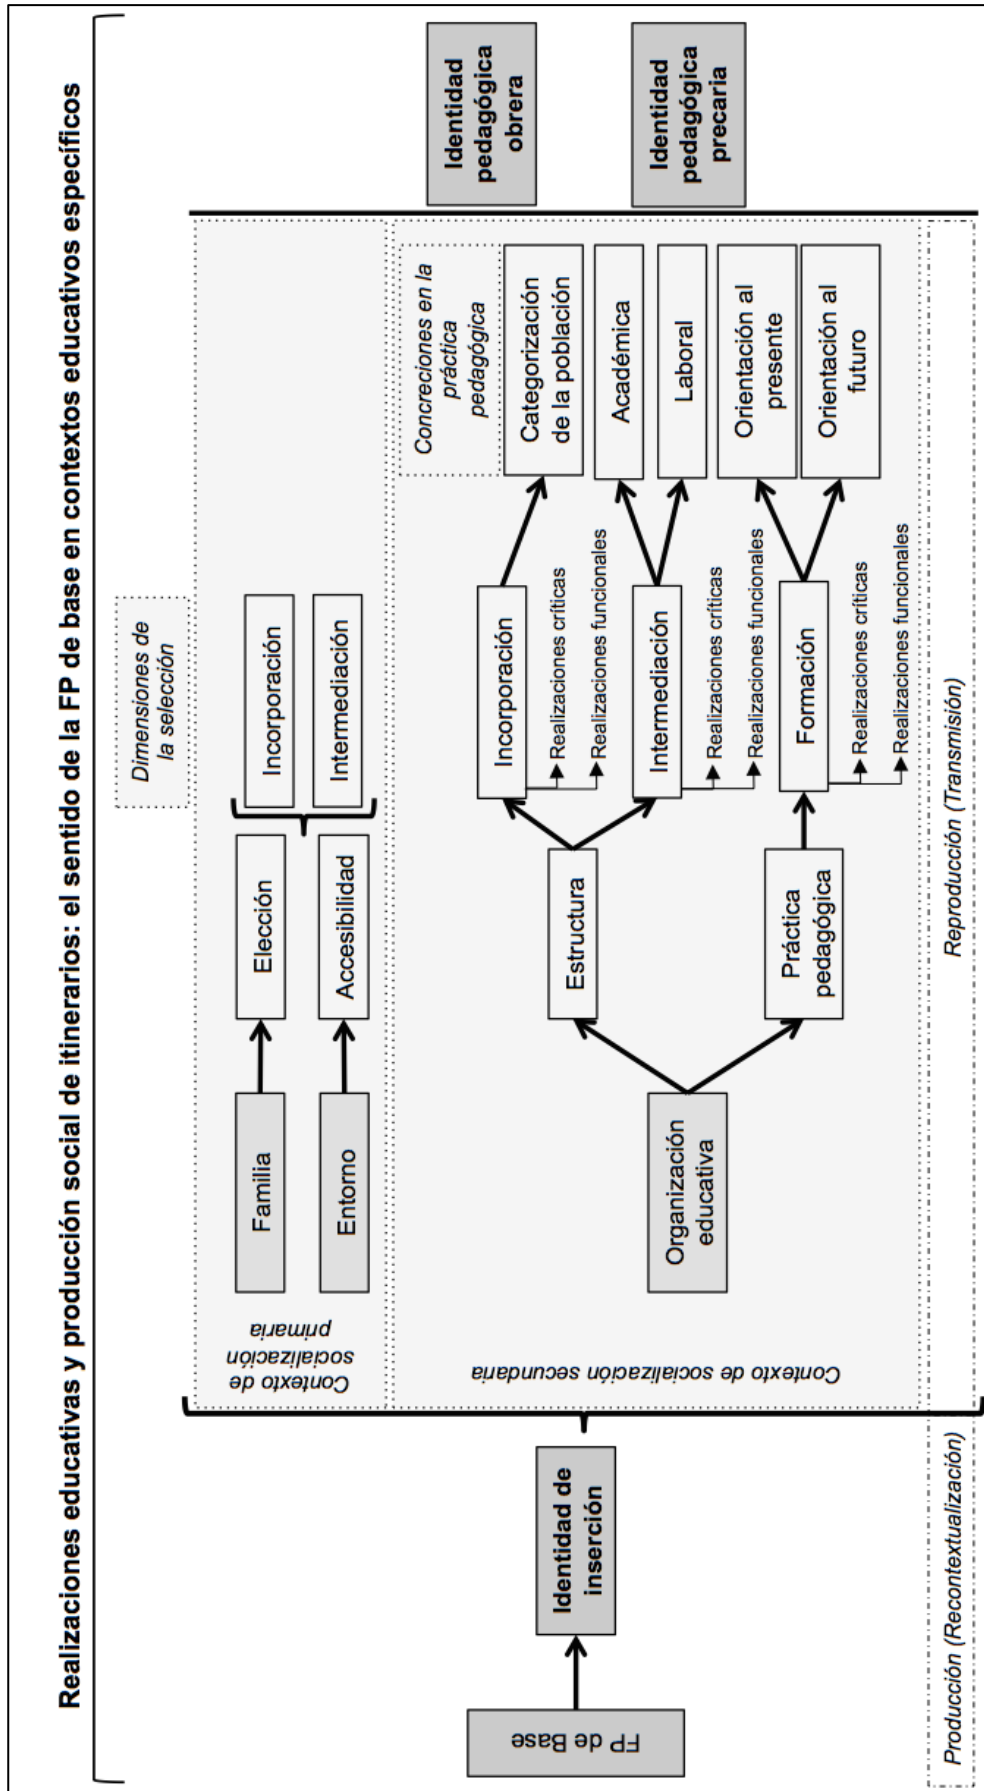 Realizaciones educativas y producción social de itinerarios: el sentido de la FP de base en contextos educativos específicos
FP de Base
Identidad de
inserción
Contexto de
socialización
primaria
Familia
Entorno
Elección
Accesibilidad
Dimensiones de
la selección
Incorporación
Intermediación
Contexto de socialización secundaria
Organización
educativa
Estructura
Práctica
pedagógica
Incorporación
Realizaciones críticas
Realizaciones funcionales
Intermediación
Realizaciones críticas
Realizaciones funcionales
Formación
Realizaciones críticas
Realizaciones funcionales
Concreciones en la
práctica
pedagógica
Categorización
de la población
Académica
Laboral
Orientación al
presente
Orientación al
futuro
Identidad
pedagógica
obrera
Identidad
pedagógica
precaria
Producción (Recontextualización)
Reproducción (Transmisión)